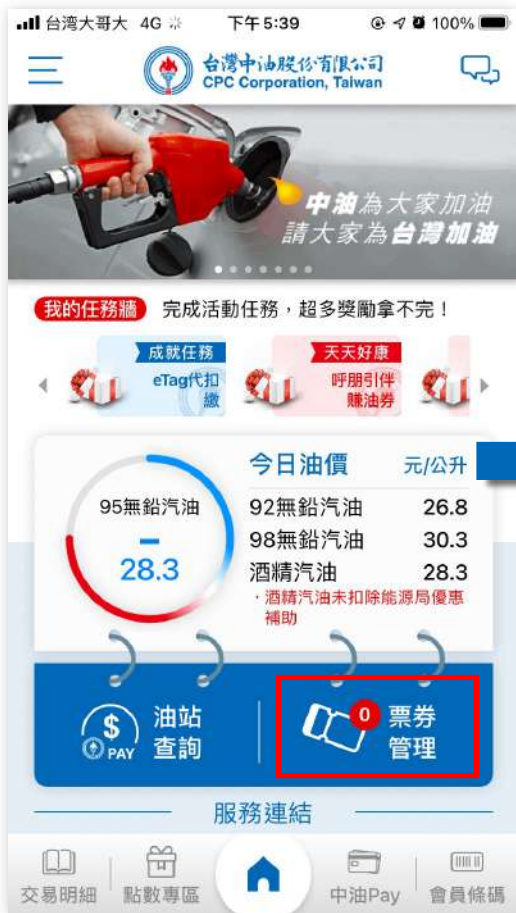 台湾大哥大 4G 下午5:39 100%
台灣中油股份有限公司
CPC Corporation, Taiwan
中油為大家加油
請大家為台灣加油
我的任務牆 完成活動任務，超多獎勵拿不完！
成就任務
eTag代扣
繳
天天好康
呼朋引伴
賺油券
今日油價 元/公升
95無鉛汽油
28.3
92無鉛汽油 26.8
98無鉛汽油 30.3
酒精汽油 28.3
·酒精汽油未扣除能源局優惠
補助
$
PAY
油站
查詢
0
票券
管理
服務連結
交易明細 點數專區 中油Pay 會員條碼